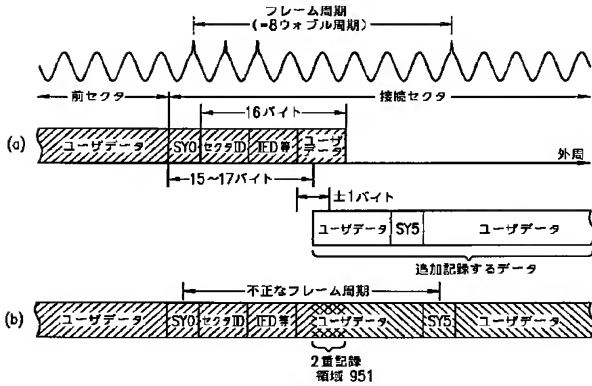 フレーム周期
(=8ウォブル周期)
前セクタ
接続セクタ
16バイト
(a)
ユーザデータ
SY0
セクタID
IED等
ユーザ
データ
外周
15~17バイト
±1バイト
ユーザデータ
SY5
ユーザデータ
追加記録するデータ
不正なフレーム周期
(b)
ユーザデータ
SY0
セクタID
IED等
ユーザデータ
SY5
ユーザデータ
2重記録
領域 951